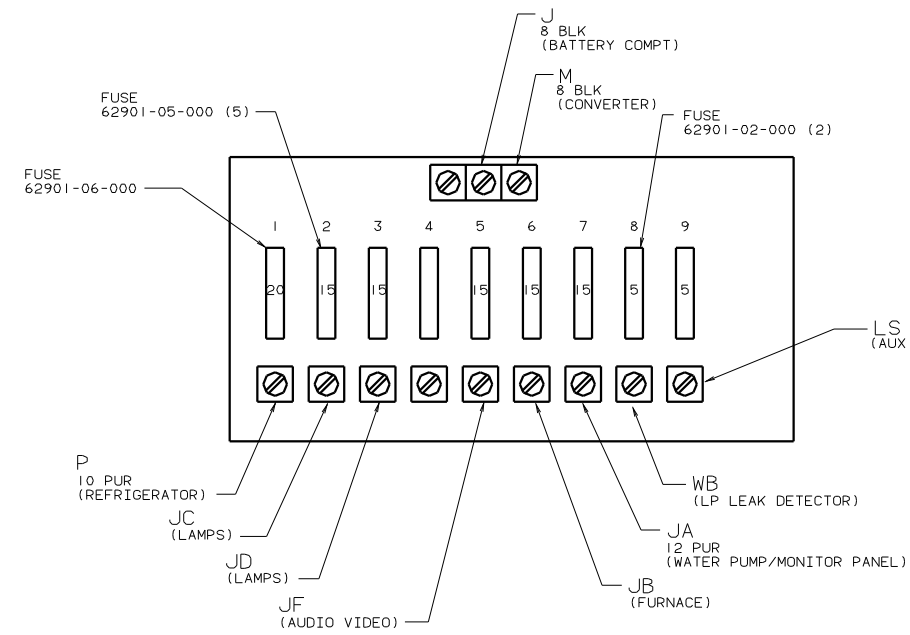 J
8 BLK
(BATTERY COMPT)
M
8 BLK
(CONVERTER)
FUSE
62901-05-000 (5)
FUSE
62901-02-000 (2)
FUSE
62901-06-000
1 2 3 4 5 6 7 8 9
20 15 15 15 15 15 5 5
LS
(AUX
P
10 PUR
(REFRIGERATOR)
WB
(LP LEAK DETECTOR)
JC
(LAMPS)
JA
12 PUR
(WATER PUMP/MONITOR PANEL)
JD
(LAMPS)
JB
(FURNACE)
JF
(AUDIO VIDEO)